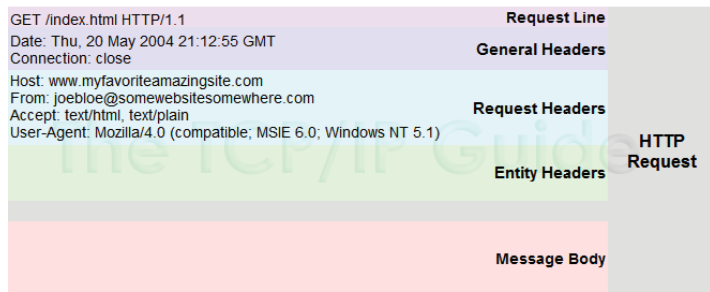 GET /index.html HTTP/1.1 Request Line
Date: Thu, 20 May 2004 21:12:55 GMT
Connection: close
General Headers
Host: www.myfavoriteamazingsite.com
From: joebloe@somewebsitesomewhere.com
Accept: text/html, text/plain
User-Agent: Mozilla/4.0 (compatible; MSIE 6.0; Windows NT 5.1)
Request Headers
The TCP/IP Guide
Entity Headers
Message Body
HTTP
Request